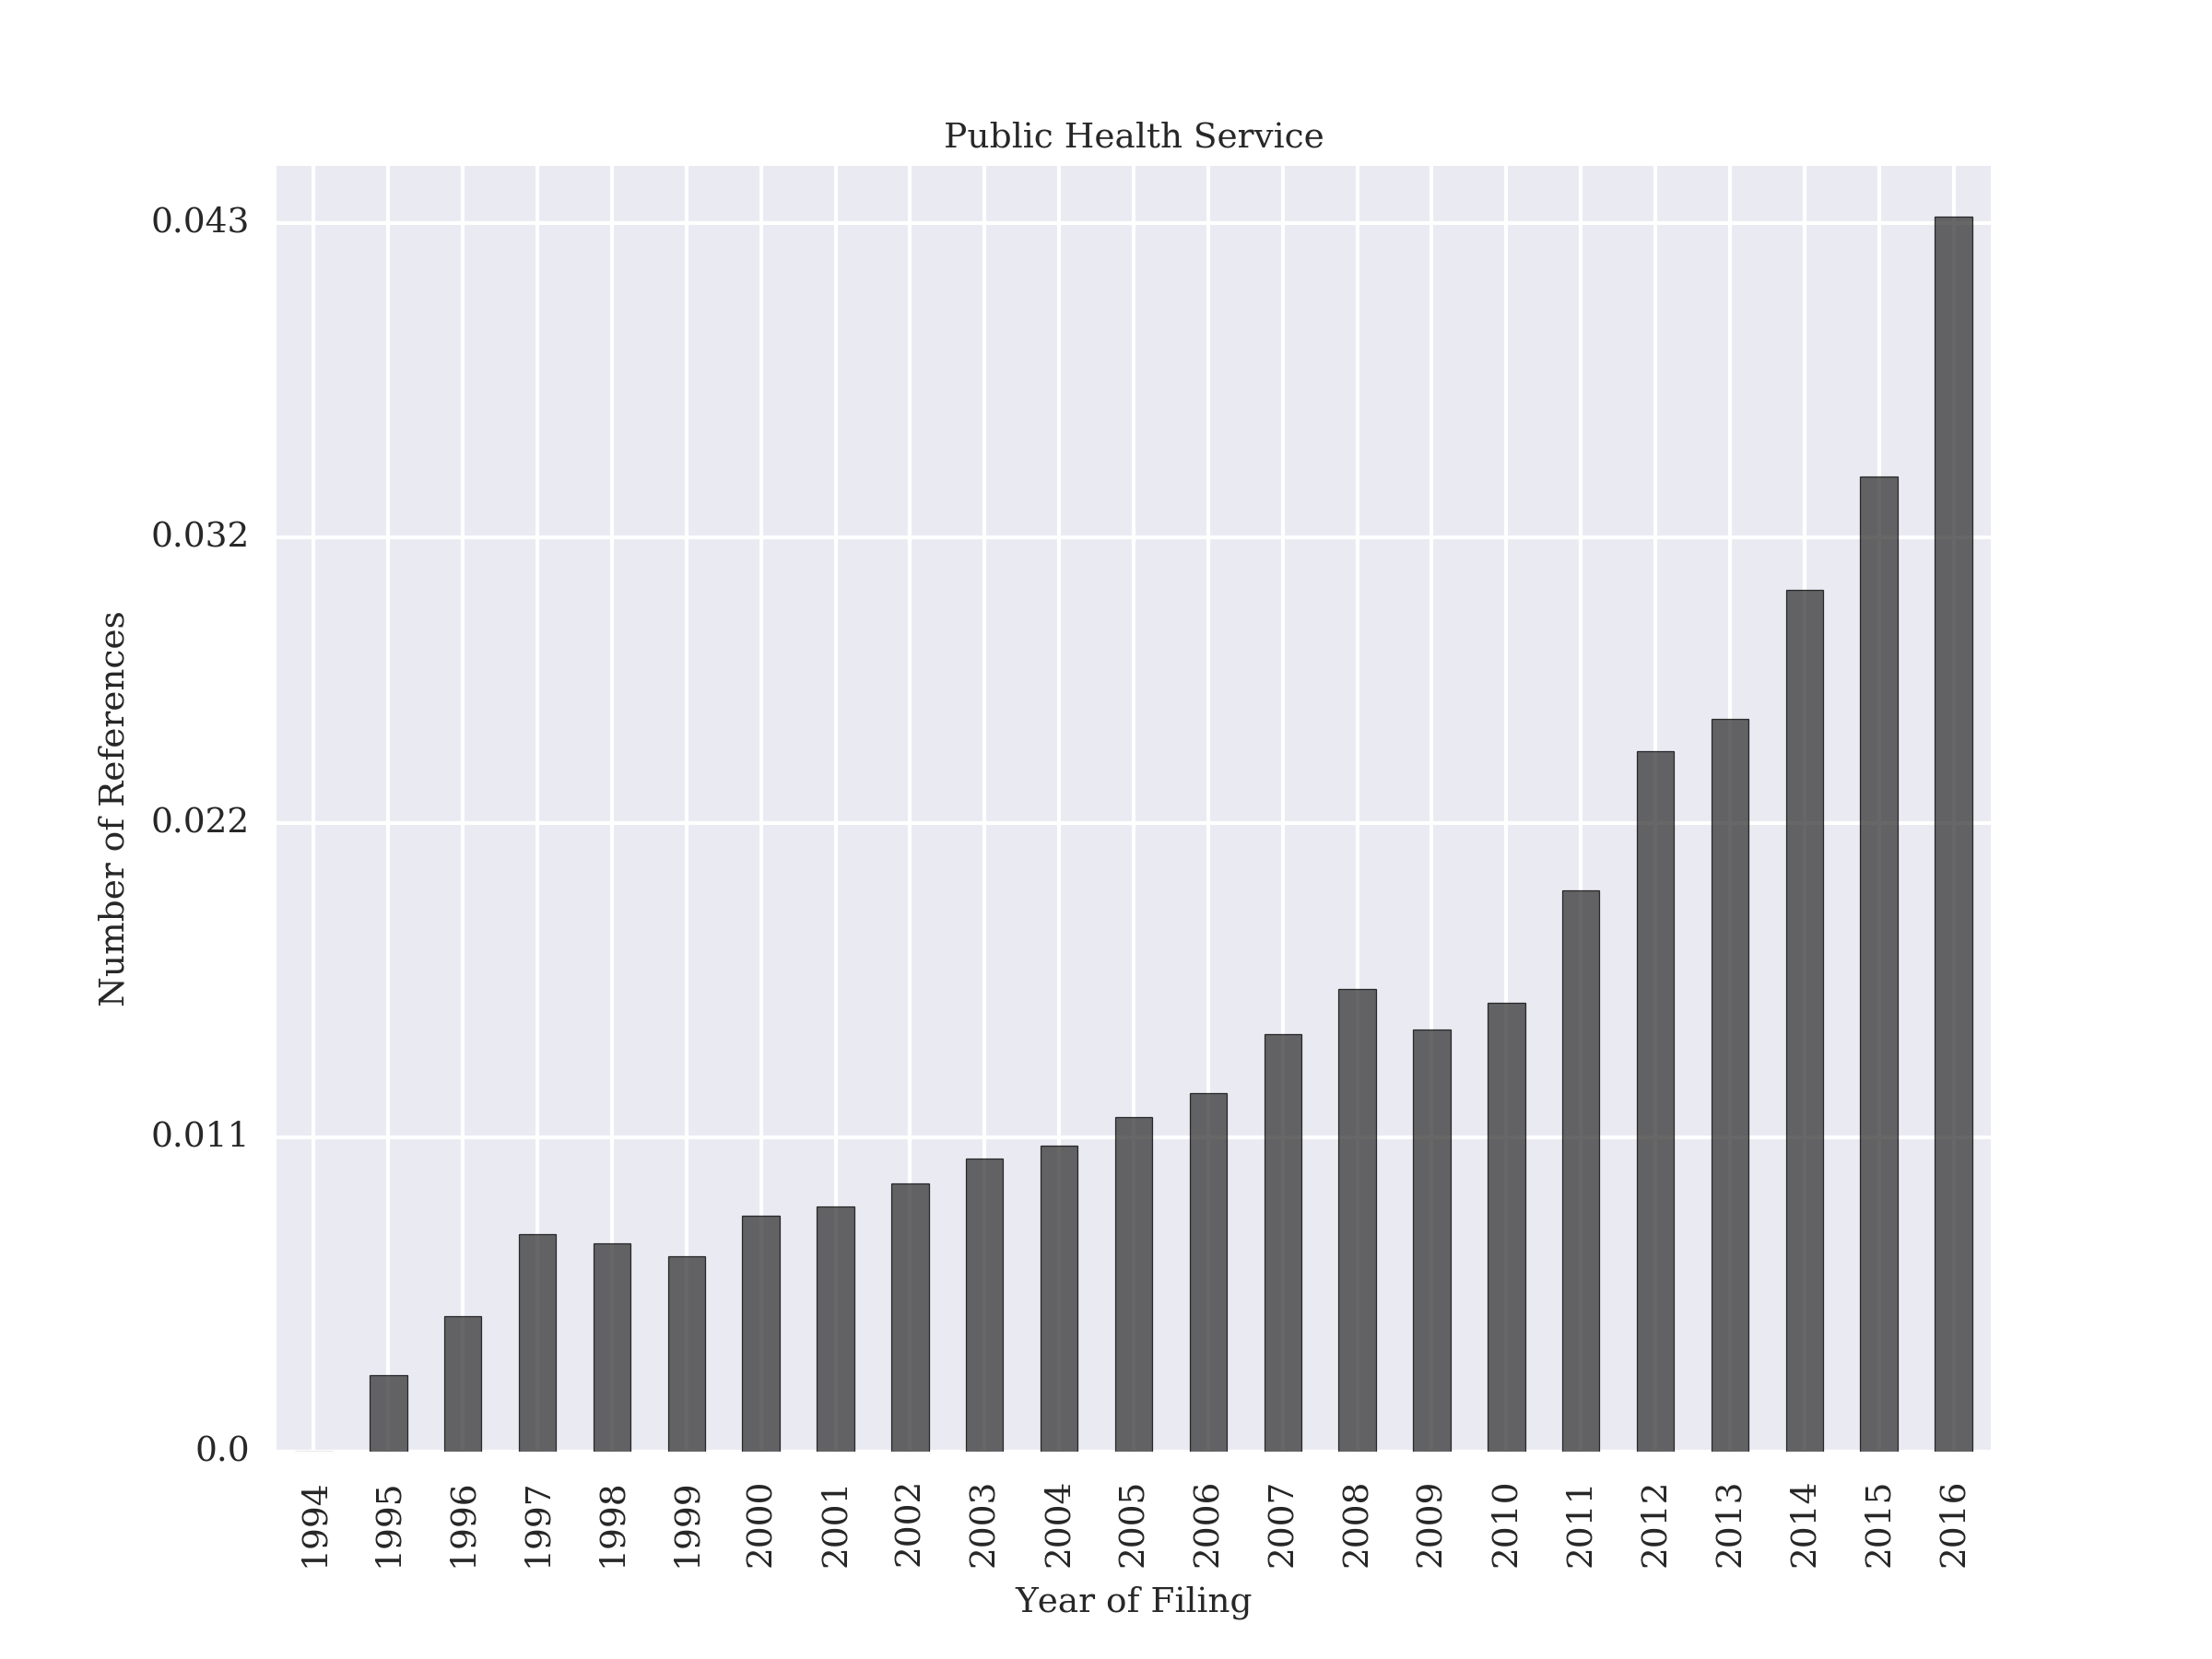 Public Health Service
Number of References
0.043
0.032
0.022
0.011
0.0
1994 1995 1996 1997 1998 1999 2000 2001 2002 2003 2004 2005 2006 2007 2008 2009 2010 2011 2012 2013 2014 2015 2016
Year of Filing